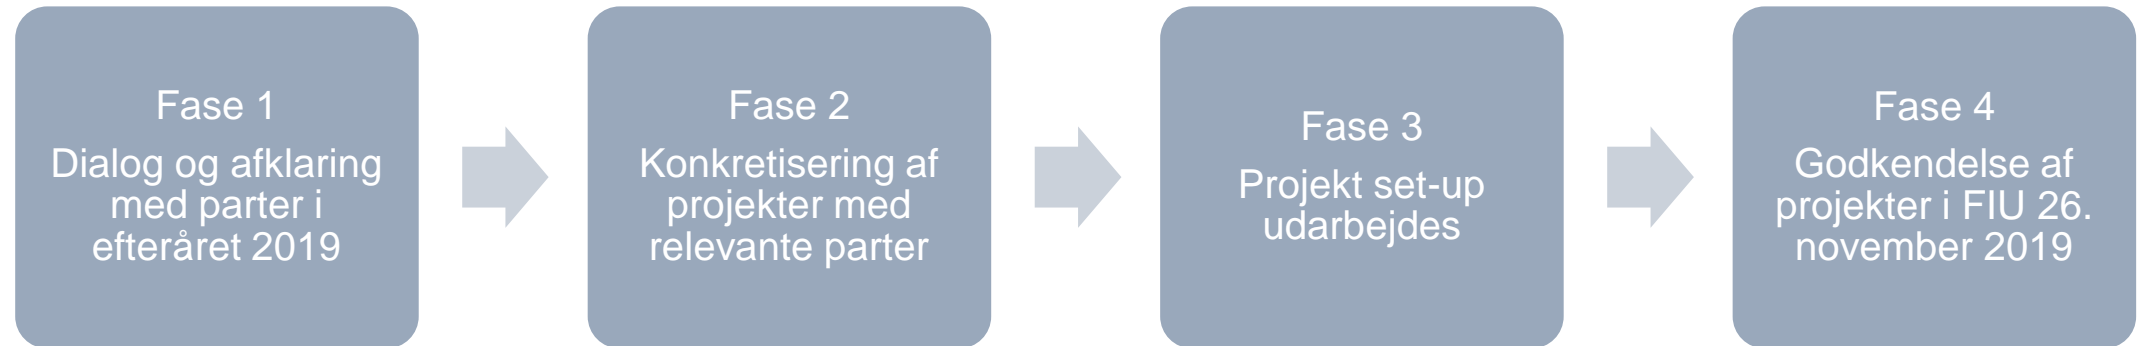 Fase 1
Dialog og afklaring
med parter i
efteråret 2019
Fase 2
Konkretisering af
projekter med
relevante parter
Fase 3
Projekt set-up
udarbejdes
Fase 4
Godkendelse af
projekter i FIU 26.
november 2019